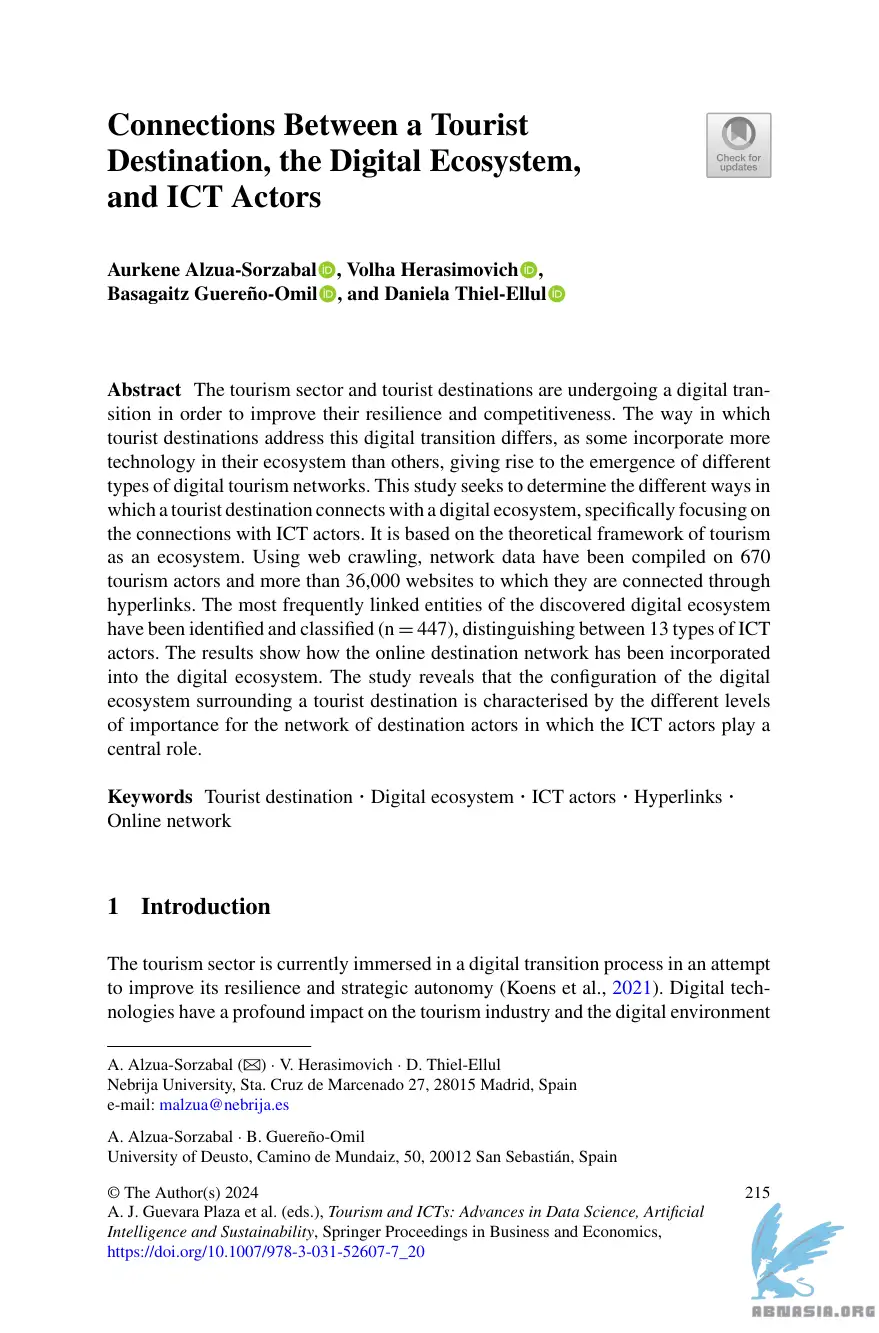 Connections Between a Tourist
Destination, the Digital Ecosystem,
and ICT Actors
Check for
updates
Aurkene Alzua-Sorzabal iD , Volha Herasimovich iD ,
Basagaitz Guereño-Omil iD , and Daniela Thiel-Ellul iD
Abstract The tourism sector and tourist destinations are undergoing a digital tran-
sition in order to improve their resilience and competitiveness. The way in which
tourist destinations address this digital transition differs, as some incorporate more
technology in their ecosystem than others, giving rise to the emergence of different
types of digital tourism networks. This study seeks to determine the different ways in
which a tourist destination connects with a digital ecosystem, specifically focusing on
the connections with ICT actors. It is based on the theoretical framework of tourism
as an ecosystem. Using web crawling, network data have been compiled on 670
tourism actors and more than 36,000 websites to which they are connected through
hyperlinks. The most frequently linked entities of the discovered digital ecosystem
have been identified and classified (n = 447), distinguishing between 13 types of ICT
actors. The results show how the online destination network has been incorporated
into the digital ecosystem. The study reveals that the configuration of the digital
ecosystem surrounding a tourist destination is characterised by the different levels
of importance for the network of destination actors in which the ICT actors play a
central role.
Keywords Tourist destination · Digital ecosystem · ICT actors · Hyperlinks ·
Online network
1 Introduction
The tourism sector is currently immersed in a digital transition process in an attempt
to improve its resilience and strategic autonomy (Koens et al., 2021). Digital tech-
nologies have a profound impact on the tourism industry and the digital environment
A. Alzua-Sorzabal (✉) · V. Herasimovich · D. Thiel-Ellul
Nebrija University, Sta. Cruz de Marcenado 27, 28015 Madrid, Spain
e-mail: malzua@nebrija.es
A. Alzua-Sorzabal · B. Guereño-Omil
University of Deusto, Camino de Mundaiz, 50, 20012 San Sebastián, Spain
© The Author(s) 2024 215
A. J. Guevara Plaza et al. (eds.), Tourism and ICTs: Advances in Data Science, Artificial
Intelligence and Sustainability, Springer Proceedings in Business and Economics,
https://doi.org/10.1007/978-3-031-52607-7_20
ABNASIA.ORG